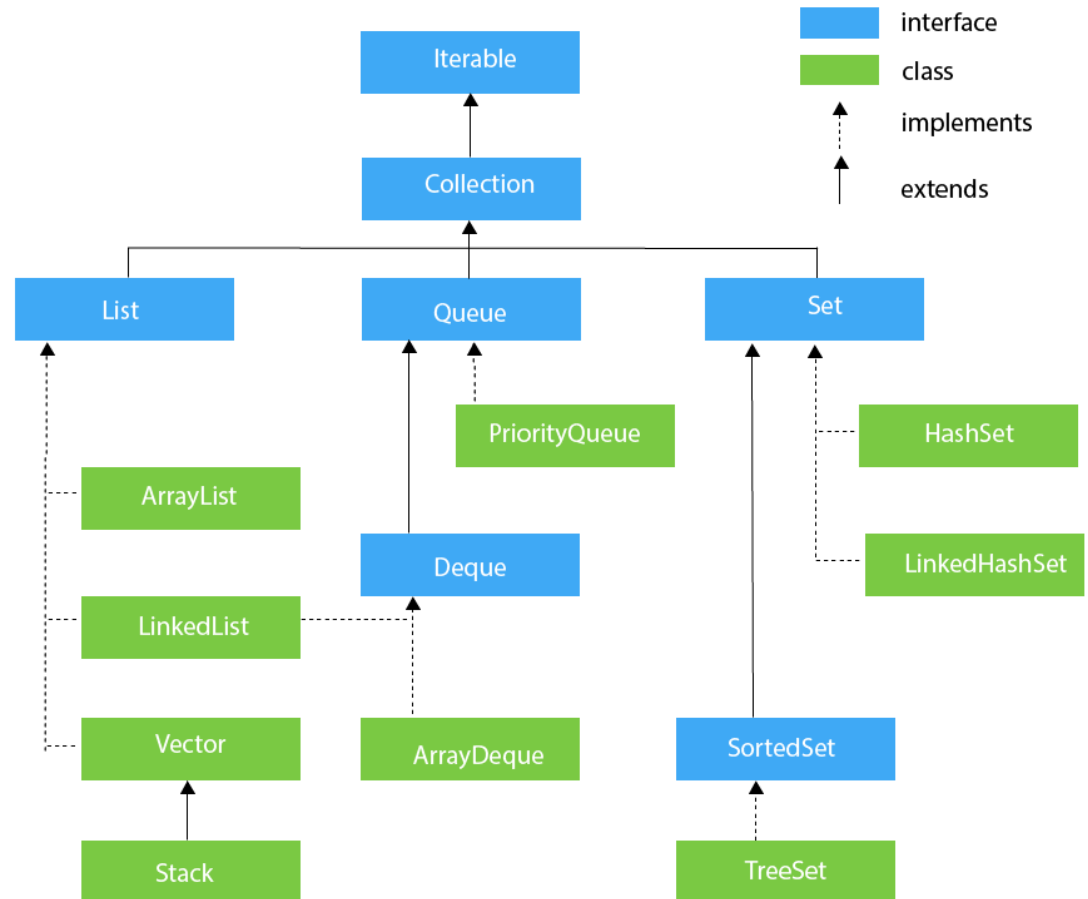 interface
Iterable
class
implements
Collection
extends
List
Queue
Set
PriorityQueue
HashSet
ArrayList
Deque
LinkedHashSet
LinkedList
Vector
ArrayDeque
SortedSet
Stack
TreeSet